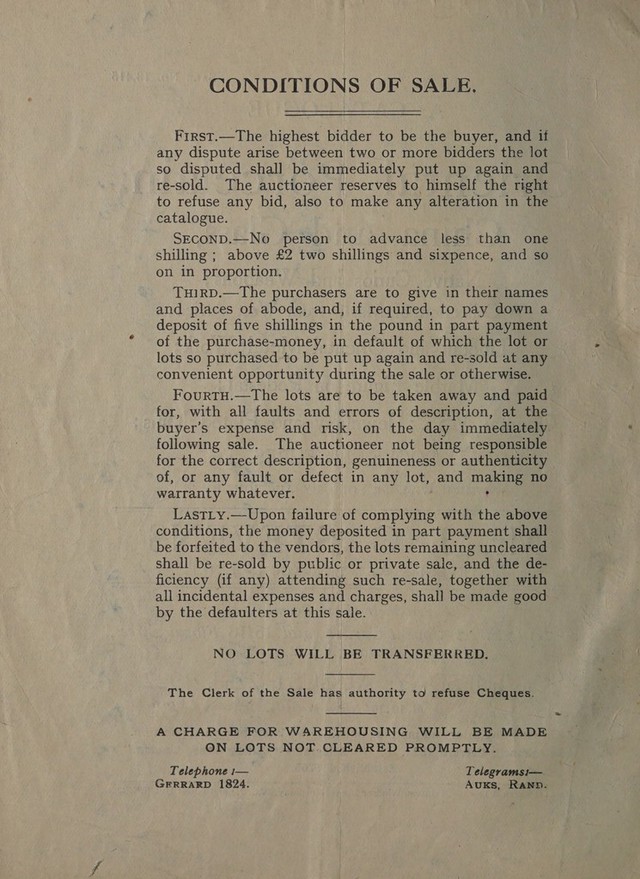 CONDITIONS OF SALE.
FIRST.—The highest bidder to be the buyer, and if
any dispute arise between two or more bidders the lot
so disputed shall be immediately put up again and
re-sold. The auctioneer reserves to himself the right
to refuse any bid, also to make any alteration in the
catalogue.
SECOND.—No person to advance less than one
shilling ; above £2 two shillings and sixpence, and so
on in proportion.
THIRD.—The purchasers are to give in their names
and places of abode, and, if required, to pay down a
deposit of five shillings in the pound in part payment
of the purchase-money, in default of which the lot or
lots so purchased to be put up again and re-sold at any
convenient opportunity during the sale or otherwise.
FOURTH.—The lots are to be taken away and paid
for, with all faults and errors of description, at the
buyer's expense and risk, on the day immediately
following sale. The auctioneer not being responsible
for the correct description, genuineness or authenticity
of, or any fault or defect in any lot, and making no
warranty whatever.
LASTLY.—Upon failure of complying with the above
conditions, the money deposited in part payment shall
be forfeited to the vendors, the lots remaining uncleared
shall be re-sold by public or private sale, and the de-
ficiency (if any) attending such re-sale, together with
all incidental expenses and charges, shall be made good
by the defaulters at this sale.
NO LOTS WILL BE TRANSFERRED.
The Clerk of the Sale has authority to refuse Cheques.
A CHARGE FOR WAREHOUSING WILL BE MADE
ON LOTS NOT CLEARED PROMPTLY.
Telephone :— Telegrams:—
GERRARD 1824. AUKS, RAND.